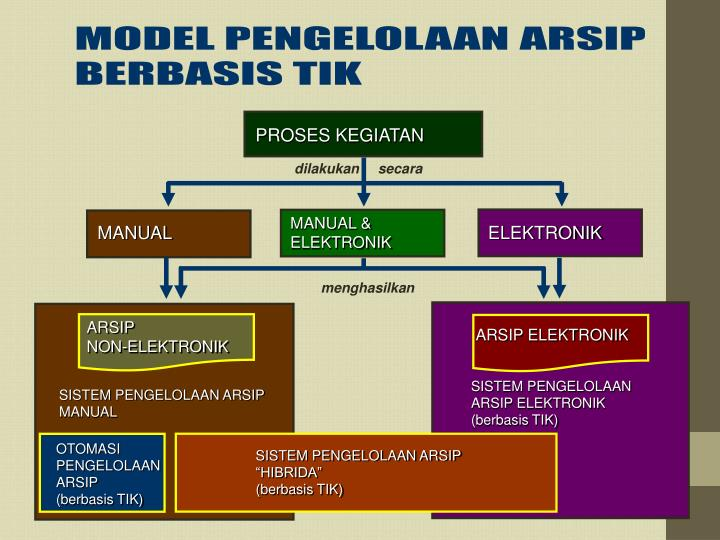 MODEL PENGELOLAAN ARSIP
BERBASIS TIK
PROSES KEGIATAN
dilakukan secara
MANUAL
MANUAL &
ELEKTRONIK
ELEKTRONIK
menghasilkan
ARSIP
NON-ELEKTRONIK
ARSIP ELEKTRONIK
SISTEM PENGELOLAAN ARSIP
MANUAL
SISTEM PENGELOLAAN
ARSIP ELEKTRONIK
(berbasis TIK)
OTOMASI
PENGELOLAAN
ARSIP
(berbasis TIK)
SISTEM PENGELOLAAN ARSIP
“HIBRIDA”
(berbasis TIK)